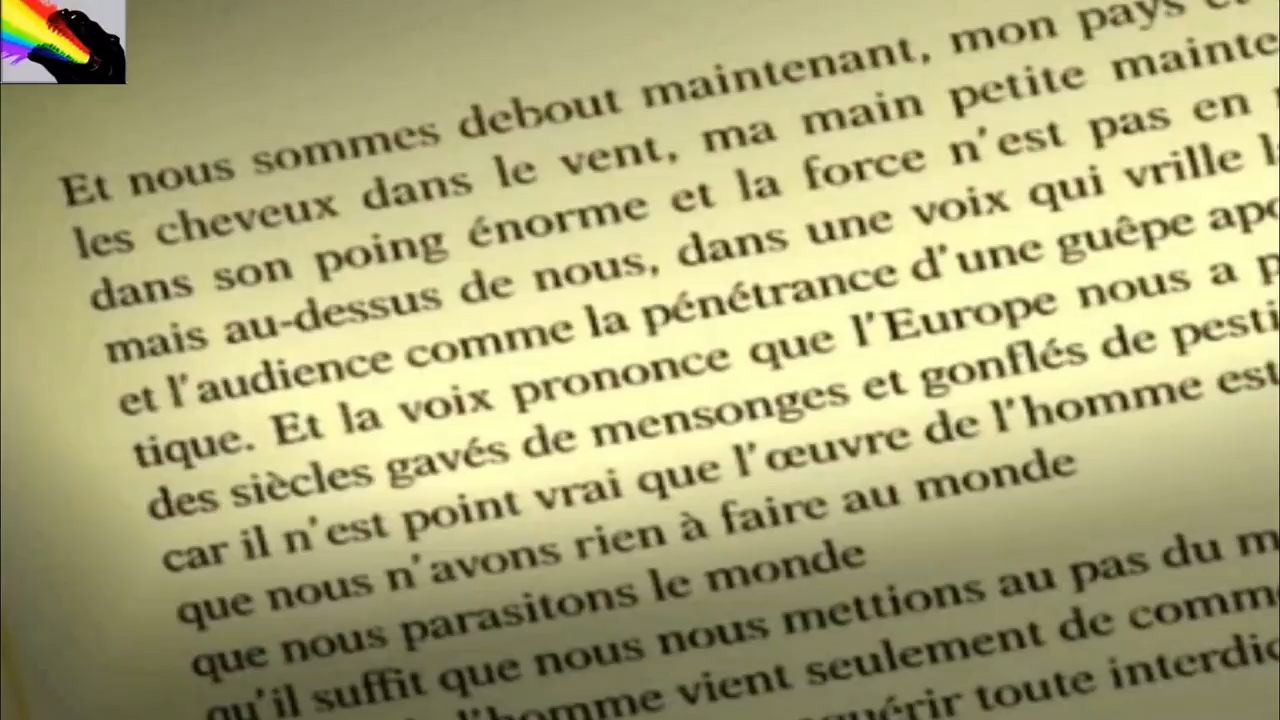 Et nous sommes debout maintenant, mon pays et
les cheveux dans le vent, ma main petite mainte
dans son poing énorme et la force n'est pas en
mais au-dessus de nous, dans une voix qui vrille l
et l'audience comme la pénétrance d'une guêpe apo
tique. Et la voix prononce que l'Europe nous a p
des siècles gavés de mensonges et gonflés de pesti
car il n'est point vrai que l'œuvre de l'homme est
que nous n'avons rien à faire au monde
que nous parasitons le monde
qu'il suffit que nous nous mettions au pas du m
l'homme vient seulement de comm
toute interdic